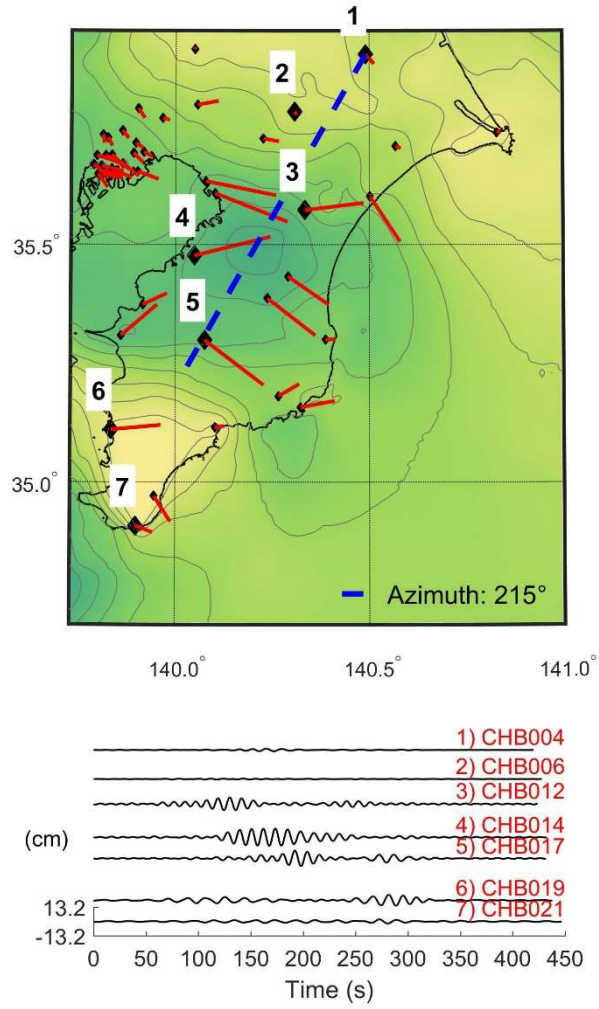 1
2
3
4
35.5°
5
6
35.0°
7
Azimuth: 215°
140.0°
140.5°
141.0°
1) CHB004
2) CHB006
3) CHB012
4) CHB014
(cm)
5) CHB017
6) CHB019
13.2
7) CHB021
-13.2
0 50 100 150 200 250 300 350 400 450
Time (s)